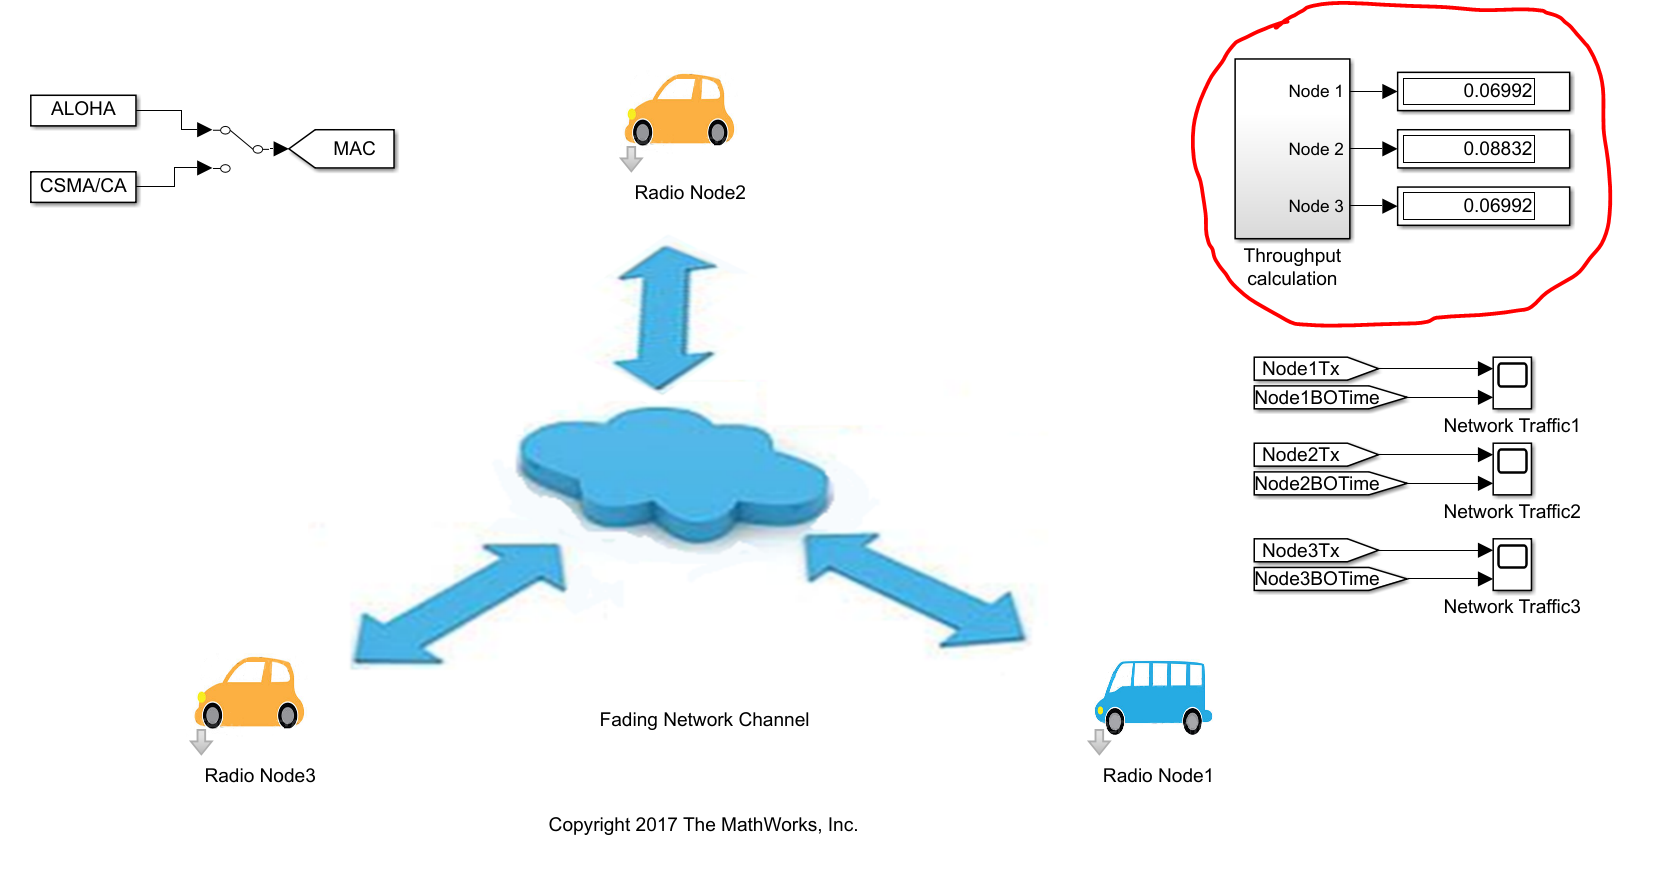 ALOHA
CSMA/CA
MAC
Radio Node2
Node 1
0.06992
Node 2
0.08832
Node 3
0.06992
Throughput
calculation
Node1Tx
Node1BOTime
Network Traffic1
Node2Tx
Node2BOTime
Network Traffic2
Node3Tx
Node3BOTime
Network Traffic3
Fading Network Channel
Radio Node3
Radio Node1
Copyright 2017 The MathWorks, Inc.